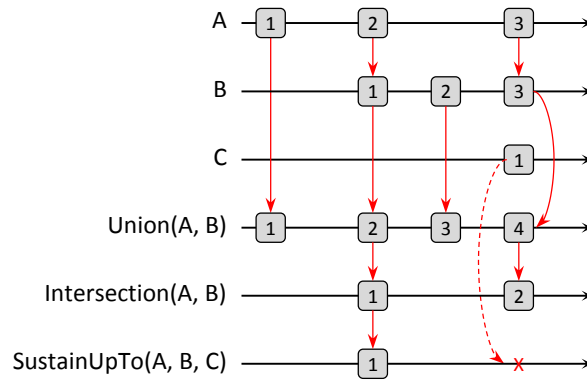 A 1 2 3
B 1 2 3
C 1
Union(A, B) 1 2 3 4
Intersection(A, B) 1 2
SustainUpTo(A, B, C) 1 x